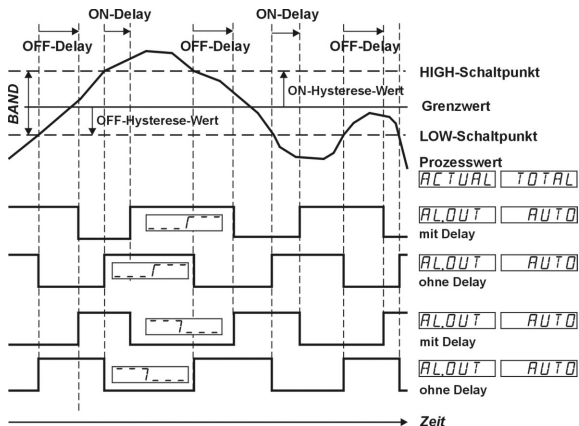 ON-Delay ON-Delay
OFF-Delay OFF-Delay OFF-Delay
HIGH-Schaltpunkt
BAND
ON-Hysterese-Wert
Grenzwert
OFF-Hysterese-Wert
LOW-Schaltpunkt
Prozesswert
ACTUAL TOTAL
AL.OUT AUTO
mit Delay
AL.OUT AUTO
ohne Delay
AL.OUT AUTO
mit Delay
AL.OUT AUTO
ohne Delay
Zeit